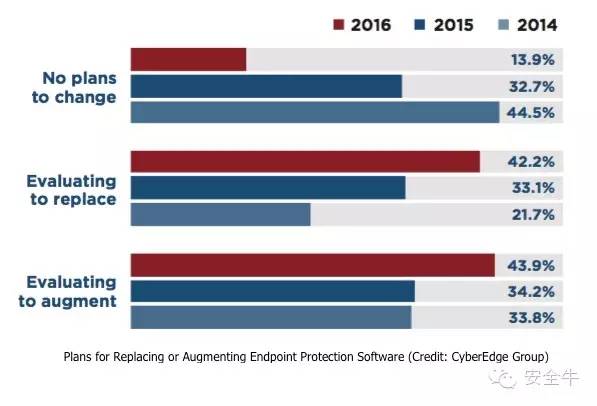 2016 2015 2014
No plans
to change
13.9%
32.7%
44.5%
Evaluating
to replace
42.2%
33.1%
21.7%
Evaluating
to augment
43.9%
34.2%
33.8%
Plans for Replacing or Augmenting Endpoint Protection Software (Credit: CyberEdge Group)
安全牛